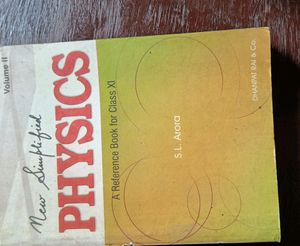 New Simplified
PHYSICS
Volume II
A Reference Book for Class XI
S.L. Arora
DHANPAT RAI & Co.